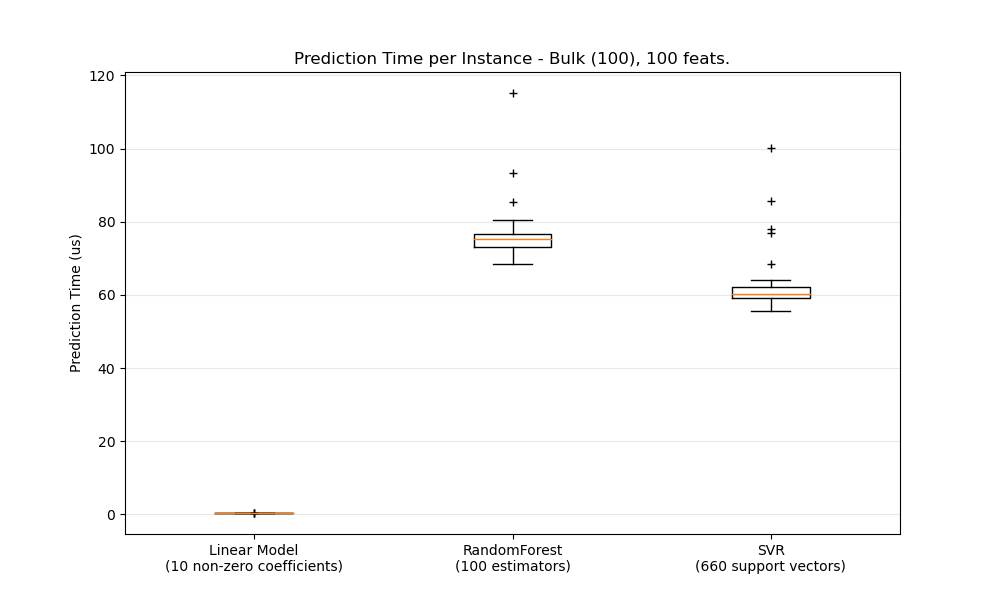 Prediction Time per Instance - Bulk (100), 100 feats.
120
100
80
60
40
20
0
Prediction Time (us)
Linear Model
(10 non-zero coefficients)
RandomForest
(100 estimators)
SVR
(660 support vectors)